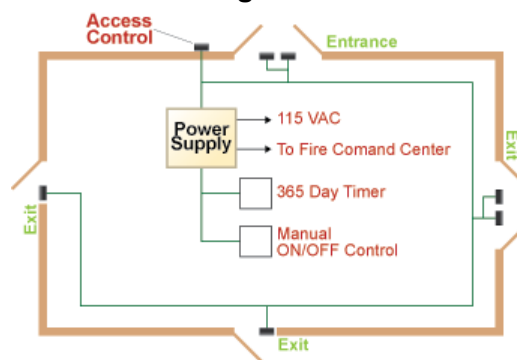 Access
Control
Entrance
Power
Supply
115 VAC
To Fire Comand Center
Exit
365 Day Timer
Manual
ON/OFF Control
Exit
Exit